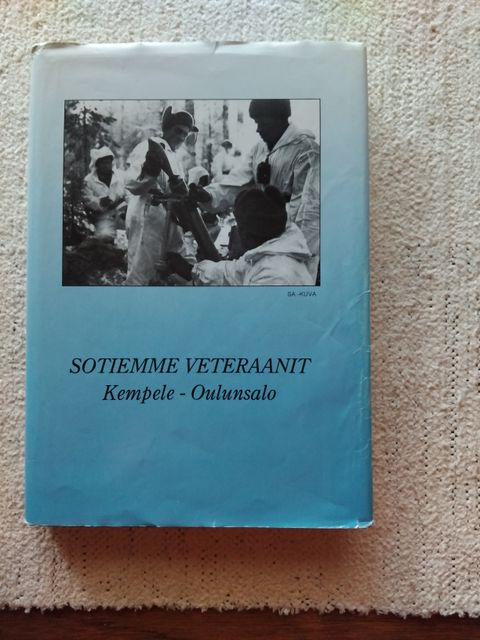 SA-KUVA
SOTIEMME VETERAANIT
Kempele - Oulunsalo